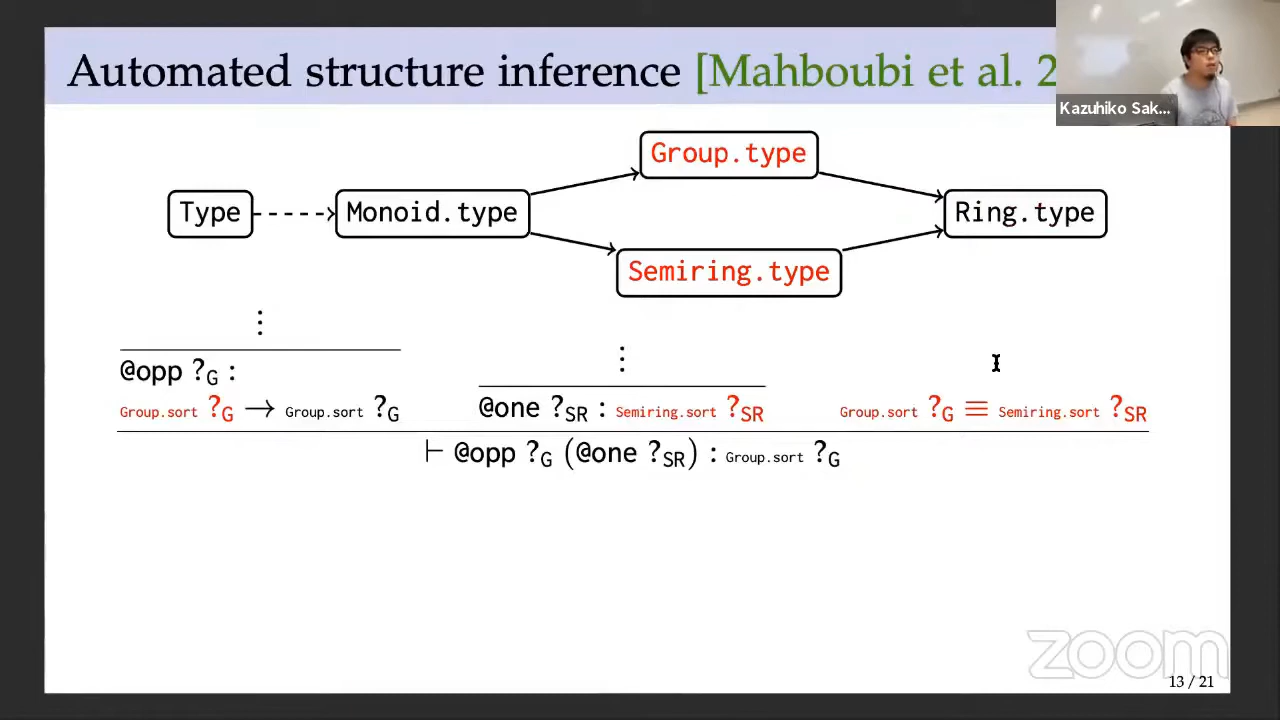 Automated structure inference [Mahboubi et al. 2
Kazuhiko Sak...
Group.type
Type
Monoid.type
Ring.type
Semiring.type
⋮
⋮
@opp ?G :
Group.sort ?G → Group.sort ?G
@one ?SR : Semiring.sort ?SR
Group.sort ?G ≡ Semiring.sort ?SR
⊢ @opp ?G (@one ?SR) : Group.sort ?G
zoom
13 / 21